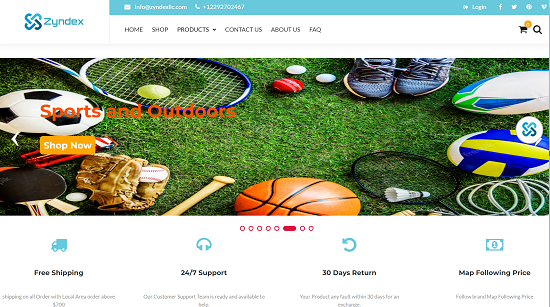 info@zyndexllc.com +12292702467 Login
Zyndex
HOME SHOP PRODUCTS CONTACT US ABOUT US FAQ
0
Sports and Outdoors
Shop Now
Free Shipping 24/7 Support 30 Days Return Map Following Price
shipping on all Order with Local Area order above Our Customer Support Team is ready and available to Your Product any fault within 30 days for an Follow brand Map Following Price
$700 help. exchange.